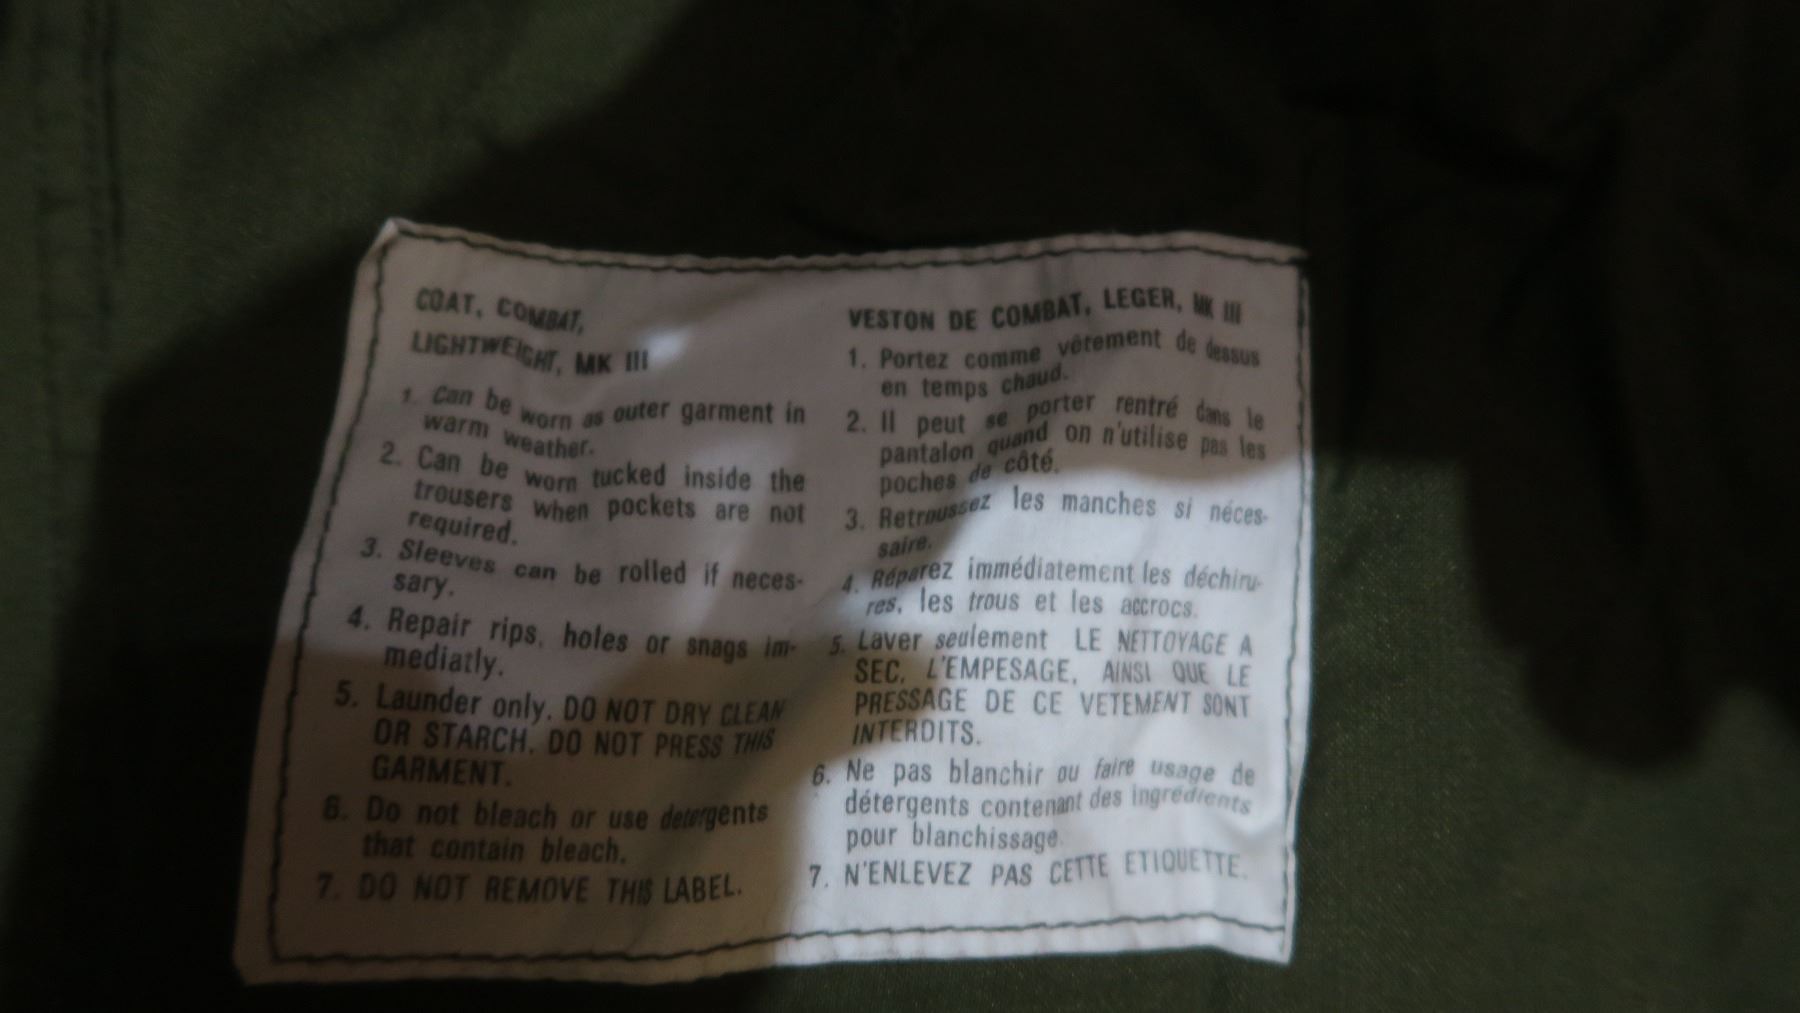 COAT, COMBAT,
LIGHTWEIGHT, MK III
1. Can be worn as outer garment in
warm weather.
2. Can be worn tucked inside the
trousers when pockets are not
required.
3. Sleeves can be rolled if neces-
sary.
4. Repair rips, holes or snags im-
mediatly.
5. Launder only. DO NOT DRY CLEAN
OR STARCH. DO NOT PRESS THIS
GARMENT.
6. Do not bleach or use detergents
that contain bleach.
7. DO NOT REMOVE THIS LABEL.
VESTON DE COMBAT, LEGER, MK III
1. Portez comme vêtement de dessus
en temps chaud.
2. Il peut se porter rentré dans le
pantalon quand on n'utilise pas les
poches de côté.
3. Retroussez les manches si néces-
saire.
4. Réparez immédiatement les déchiru-
res, les trous et les accrocs.
5. Laver seulement LE NETTOYAGE A
SEC, L'EMPESAGE, AINSI QUE LE
PRESSAGE DE CE VETEMENT SONT
INTERDITS.
6. Ne pas blanchir ou faire usage de
détergents contenant des ingrédients
pour blanchissage.
7. N'ENLEVEZ PAS CETTE ETIQUETTE.